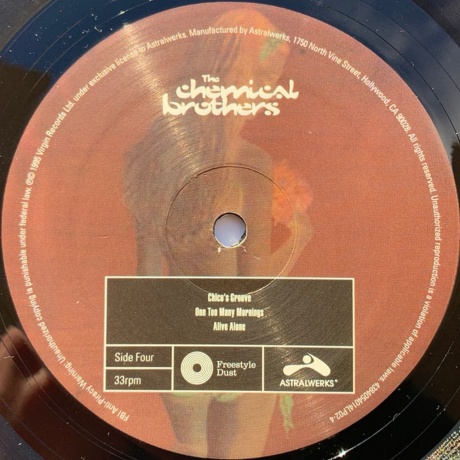 The
chemical
brothers
Chico's Groove
One Too Many Mornings
Alive Alone
Side Four
33rpm
Freestyle
Dust
ASTRALWERKS®
FBI Anti-Piracy Warning: Unauthorized copying is punishable under federal law. ℗© 1995 Virgin Records Ltd. under exclusive license to Astralwerks. Manufactured by Astralwerks, 1750 North Vine Street, Hollywood, CA 90028. All rights reserved. Unauthorized reproduction is a violation of applicable laws.